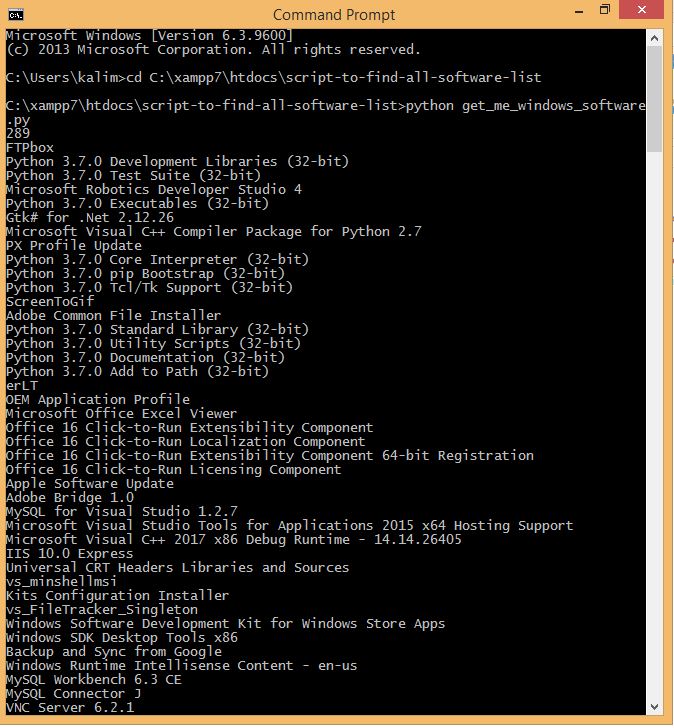 Command Prompt
Microsoft Windows [Version 6.3.9600]
(c) 2013 Microsoft Corporation. All rights reserved.
C:\Users\kalim>cd C:\xampp7\htdocs\script-to-find-all-software-list
C:\xampp7\htdocs\script-to-find-all-software-list>python get_me_windows_software
.py
289
FTPbox
Python 3.7.0 Development Libraries (32-bit)
Python 3.7.0 Test Suite (32-bit)
Microsoft Robotics Developer Studio 4
Python 3.7.0 Executables (32-bit)
Gtk# for .Net 2.12.26
Microsoft Visual C++ Compiler Package for Python 2.7
PX Profile Update
Python 3.7.0 Core Interpreter (32-bit)
Python 3.7.0 pip Bootstrap (32-bit)
Python 3.7.0 Tcl/Tk Support (32-bit)
ScreenToGif
Adobe Common File Installer
Python 3.7.0 Standard Library (32-bit)
Python 3.7.0 Utility Scripts (32-bit)
Python 3.7.0 Documentation (32-bit)
Python 3.7.0 Add to Path (32-bit)
erLT
OEM Application Profile
Microsoft Office Excel Viewer
Office 16 Click-to-Run Extensibility Component
Office 16 Click-to-Run Localization Component
Office 16 Click-to-Run Extensibility Component 64-bit Registration
Office 16 Click-to-Run Licensing Component
Apple Software Update
Adobe Bridge 1.0
MySQL for Visual Studio 1.2.7
Microsoft Visual Studio Tools for Applications 2015 x64 Hosting Support
Microsoft Visual C++ 2017 x86 Debug Runtime - 14.14.26405
IIS 10.0 Express
Universal CRT Headers Libraries and Sources
vs_minshellmsi
Kits Configuration Installer
vs_FileTracker_Singleton
Windows Software Development Kit for Windows Store Apps
Windows SDK Desktop Tools x86
Backup and Sync from Google
Windows Runtime Intellisense Content - en-us
MySQL Workbench 6.3 CE
MySQL Connector J
VNC Server 6.2.1